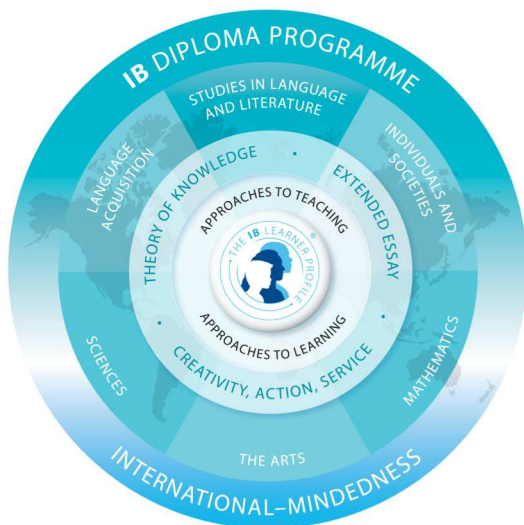 IB DIPLOMA PROGRAMME
STUDIES IN LANGUAGE
AND LITERATURE
LANGUAGE
ACQUISITION
INDIVIDUALS AND
SOCIETIES
THEORY OF KNOWLEDGE
EXTENDED ESSAY
APPROACHES TO TEACHING
THE IB LEARNER PROFILE
®
APPROACHES TO LEARNING
CREATIVITY, ACTION, SERVICE
SCIENCES
MATHEMATICS
THE ARTS
INTERNATIONAL–MINDEDNESS